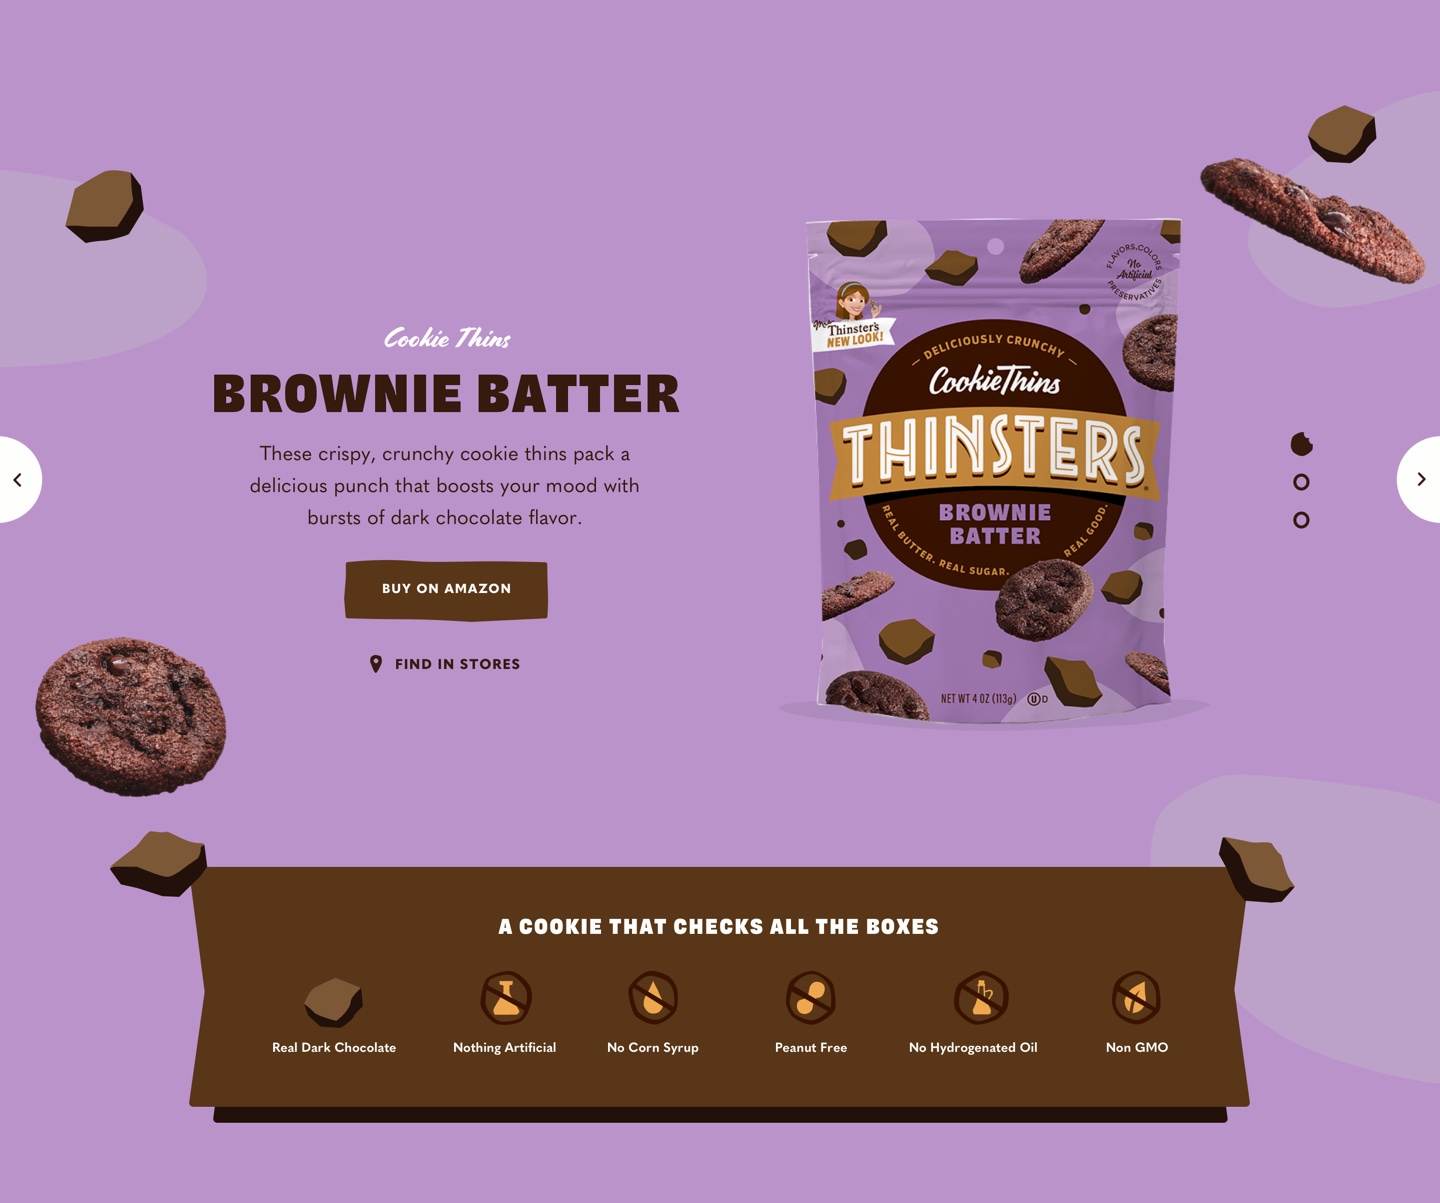 Cookie Thins
BROWNIE BATTER
These crispy, crunchy cookie thins pack a
delicious punch that boosts your mood with
bursts of dark chocolate flavor.
BUY ON AMAZON
FIND IN STORES
FLAVORS, COLORS
No
Artificial
PRESERVATIVES
Mrs.
Thinster's
NEW LOOK!
DELICIOUSLY CRUNCHY
CookieThins
THINSTERS
BROWNIE
BATTER
REAL BUTTER. REAL SUGAR. REAL GOOD.
NET WT 4 OZ (113g) U D
A COOKIE THAT CHECKS ALL THE BOXES
Real Dark Chocolate
Nothing Artificial
No Corn Syrup
Peanut Free
No Hydrogenated Oil
Non GMO